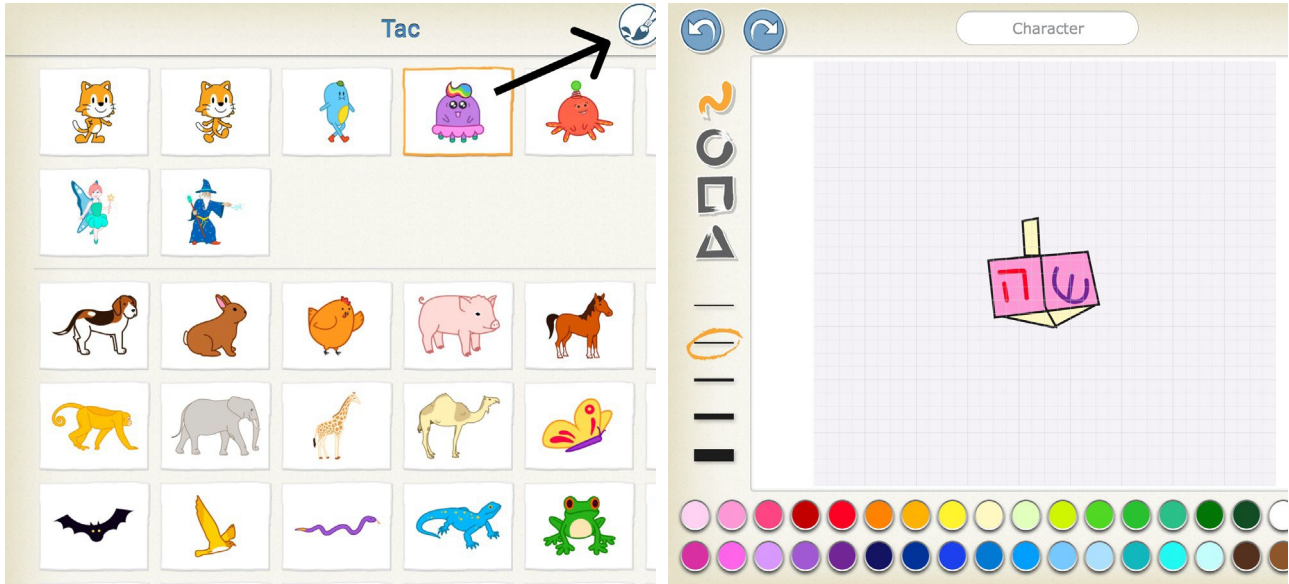 Tac
Character
ה ש